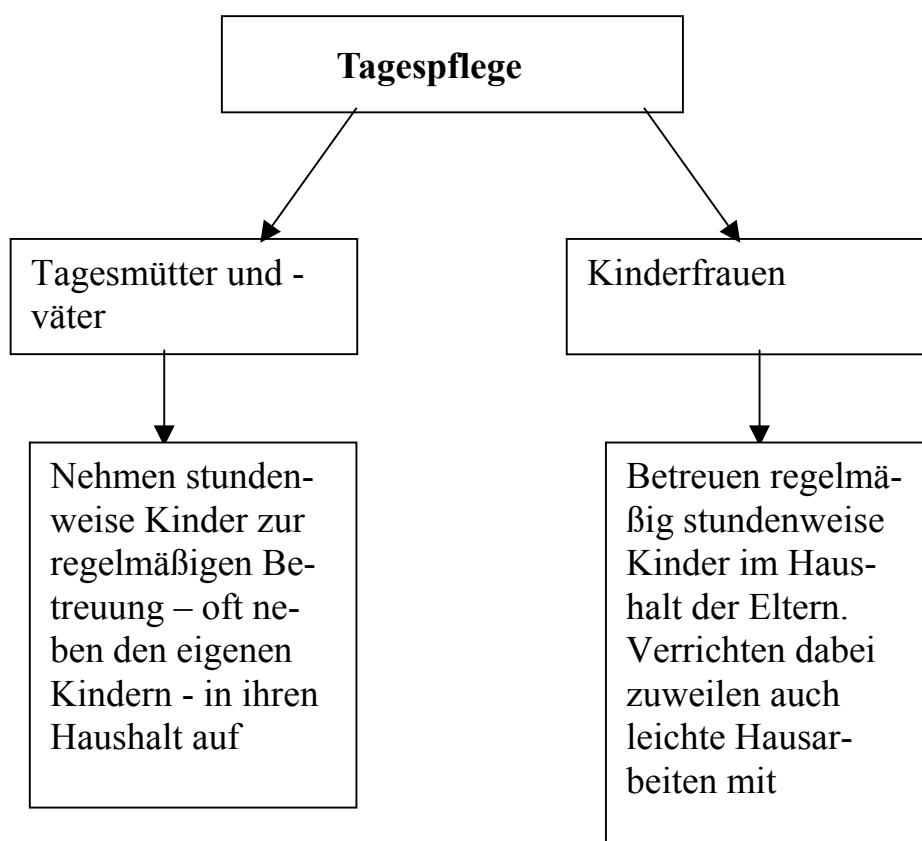 Tagespflege
Tagesmütter und -
väter
Kinderfrauen
Nehmen stunden-
weise Kinder zur
regelmäßigen Be-
treuung – oft ne-
ben den eigenen
Kindern - in ihren
Haushalt auf
Betreuen regelmä-
ßig stundenweise
Kinder im Haus-
halt der Eltern.
Verrichten dabei
zuweilen auch
leichte Hausar-
beiten mit